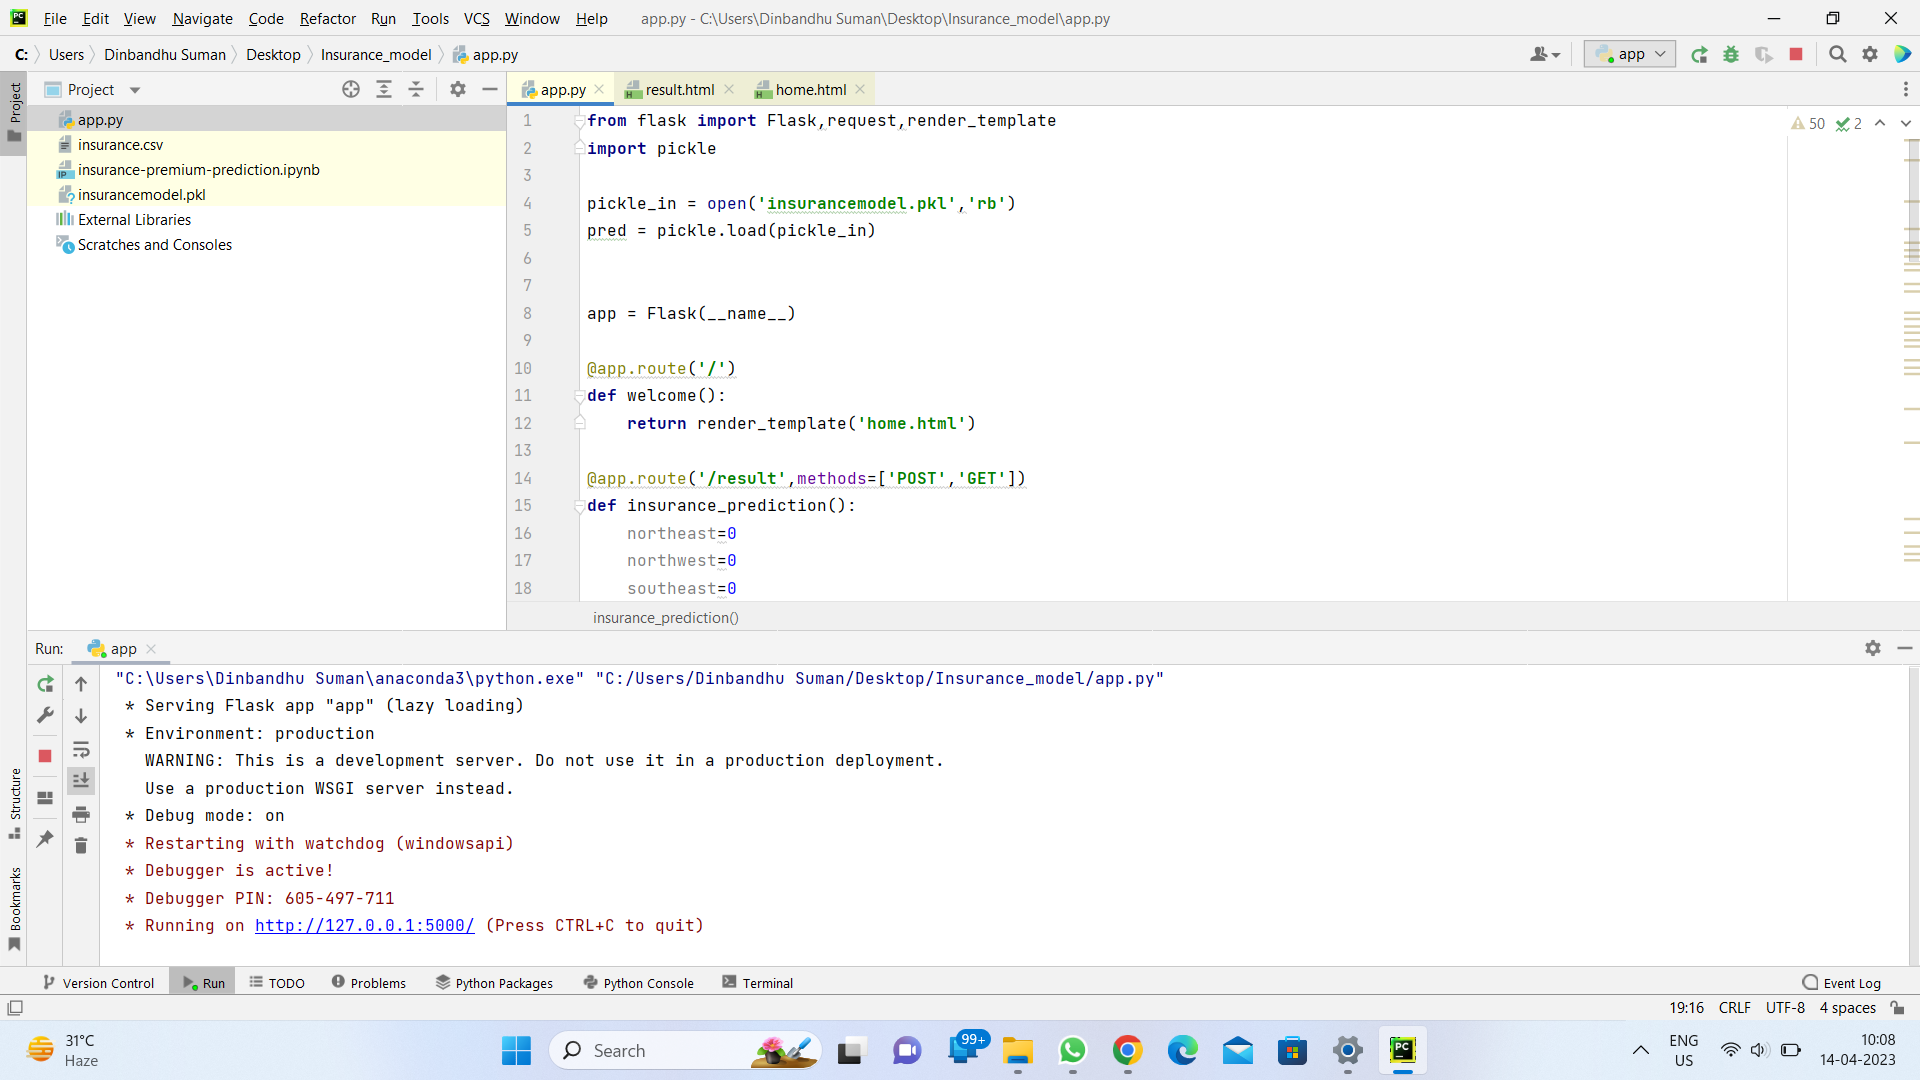 File Edit View Navigate Code Refactor Run Tools VCS Window Help app.py - C:\Users\Dinbandhu Suman\Desktop\Insurance_model\app.py
C: Users Dinbandhu Suman Desktop Insurance_model app.py app
Project
Project
app.py result.html home.html
app.py
insurance.csv
insurance-premium-prediction.ipynb
insurancemodel.pkl
External Libraries
Scratches and Consoles
50 2
1 from flask import Flask,request,render_template
2 import pickle
3
4 pickle_in = open('insurancemodel.pkl','rb')
5 pred = pickle.load(pickle_in)
6
7
8 app = Flask(__name__)
9
10 @app.route('/')
11 def welcome():
12 return render_template('home.html')
13
14 @app.route('/result',methods=['POST','GET'])
15 def insurance_prediction():
16 northeast=0
17 northwest=0
18 southeast=0
insurance_prediction()
Run: app
"C:\Users\Dinbandhu Suman\anaconda3\python.exe" "C:/Users/Dinbandhu Suman/Desktop/Insurance_model/app.py"
* Serving Flask app "app" (lazy loading)
* Environment: production
WARNING: This is a development server. Do not use it in a production deployment.
Use a production WSGI server instead.
* Debug mode: on
* Restarting with watchdog (windowsapi)
* Debugger is active!
* Debugger PIN: 605-497-711
* Running on http://127.0.0.1:5000/ (Press CTRL+C to quit)
Structure
Bookmarks
Version Control Run TODO Problems Python Packages Python Console Terminal Event Log
19:16 CRLF UTF-8 4 spaces
31°C
Haze
Search
99+
PC
ENG
US
10:08
14-04-2023